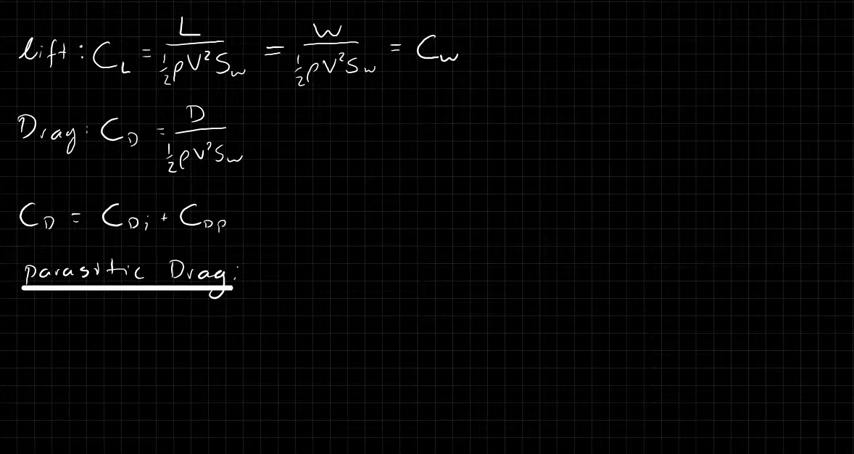 lift: C_L = L / (½ρV²S_w) = W / (½ρV²S_w) = C_W
Drag: C_D = D / (½ρV²S_w)
C_D = C_Di + C_Dp
parasitic Drag: